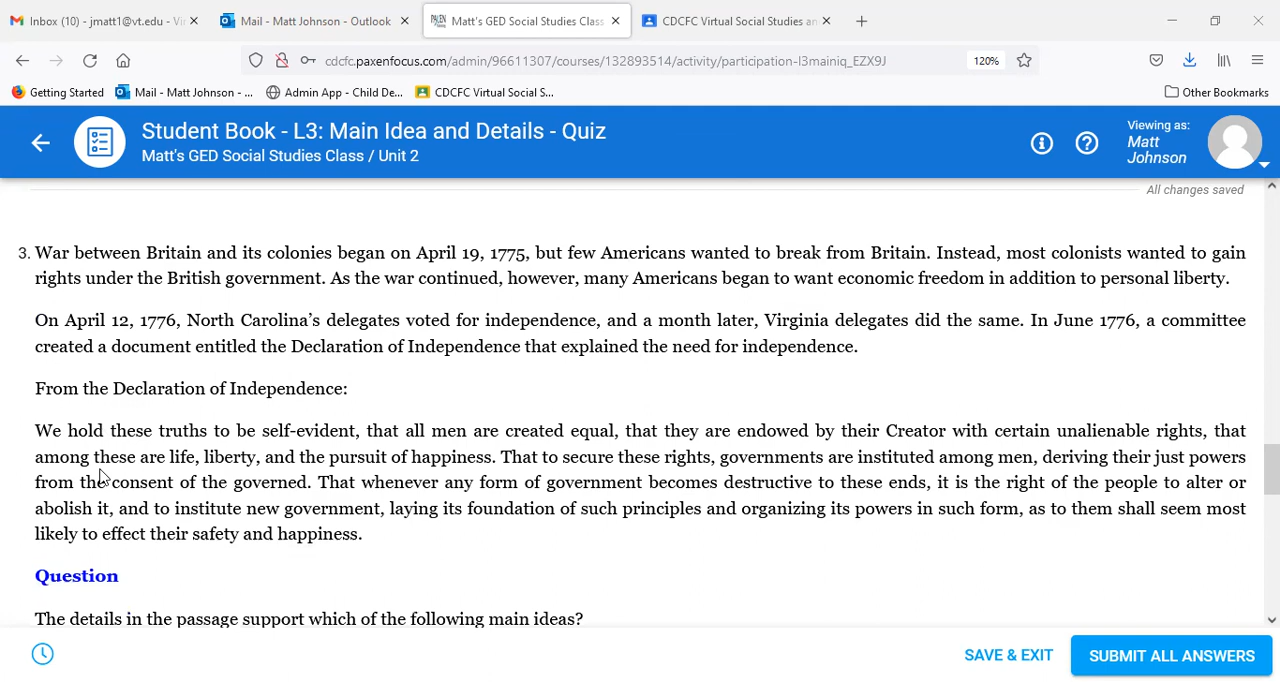 Inbox (10) - jmatt1@vt.edu - Vir
Mail - Matt Johnson - Outlook
PAXEN
Matt's GED Social Studies Class
CDCFC Virtual Social Studies an
cdcfc.paxenfocus.com/admin/96611307/courses/132893514/activity/participation-l3mainiq_EZX9J
120%
Getting Started
Mail - Matt Johnson - ...
Admin App - Child De...
CDCFC Virtual Social S...
Other Bookmarks
Student Book - L3: Main Idea and Details - Quiz
Matt's GED Social Studies Class / Unit 2
Viewing as:
Matt
Johnson
All changes saved
3. War between Britain and its colonies began on April 19, 1775, but few Americans wanted to break from Britain. Instead, most colonists wanted to gain
rights under the British government. As the war continued, however, many Americans began to want economic freedom in addition to personal liberty.
On April 12, 1776, North Carolina's delegates voted for independence, and a month later, Virginia delegates did the same. In June 1776, a committee
created a document entitled the Declaration of Independence that explained the need for independence.
From the Declaration of Independence:
We hold these truths to be self-evident, that all men are created equal, that they are endowed by their Creator with certain unalienable rights, that
among these are life, liberty, and the pursuit of happiness. That to secure these rights, governments are instituted among men, deriving their just powers
from the consent of the governed. That whenever any form of government becomes destructive to these ends, it is the right of the people to alter or
abolish it, and to institute new government, laying its foundation of such principles and organizing its powers in such form, as to them shall seem most
likely to effect their safety and happiness.
Question
The details in the passage support which of the following main ideas?
SAVE & EXIT
SUBMIT ALL ANSWERS